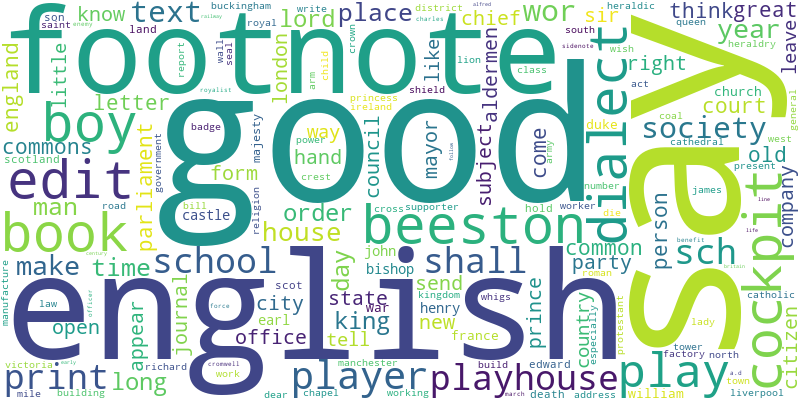 footnote
good
say
english
text
wor
know
buckingham
heraldic
district
charles
alfred
railway
enemy
son
saint
royal
write
crown
lord
place
chief
sir
think
great
year
leave
queen
heraldry
south
sidenote
wish
act
land
wall
seal
report
royalist
england
little
letter
london
arm
child
lion
like
class
shield
princess
ireland
aldermen
right
church
court
duke
coal
west
general
cathedral
boy
badge
majesty
power
way
hand
council
mayor
come
army
follow
dialect
society
commons
scotland
parliament
government
form
crest
subject
number
james
old
present
edit
man
bill
castle
religion
order
cross
supporter
hold
worker
die
person
line
life
company
book
road
house
beeston
common
benefit
britain
cockpit
century
make
time
school
day
john
bishop
shall
party
sch
roman
catholic
manufacture
law
officer
open
appear
journal
force
scot
city
earl
state
war
king
send
kingdom
henry
whigs
new
prince
country
especially
protestant
lady
tower
factory
north
citizen
office
tell
france
victoria
early
richard
cromwell
work
manchester
build
edward
a.d
town
print
long
player
playhouse
play
william
liverpool
mile
building
dear
chapel
working
march
death
address